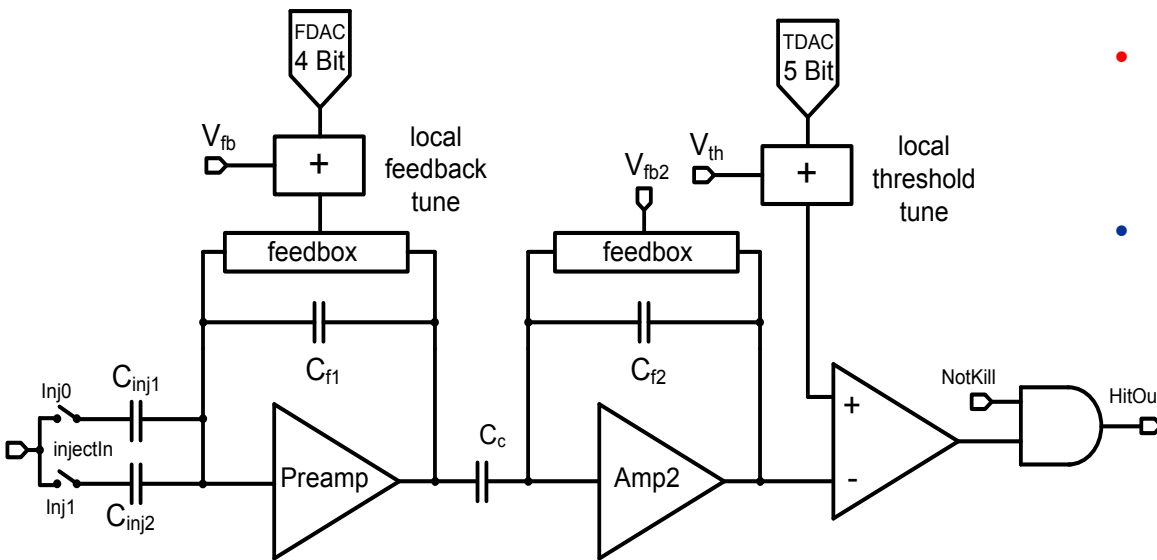 FDAC
4 Bit
TDAC
5 Bit
Vfb
+
local
feedback
tune
Vfb2
Vth
+
local
threshold
tune
feedbox
feedbox
Cf1
Cf2
Inj0
Cinj1
injectIn
Inj1
Cinj2
Preamp
Cc
Amp2
+
-
NotKill
HitOu